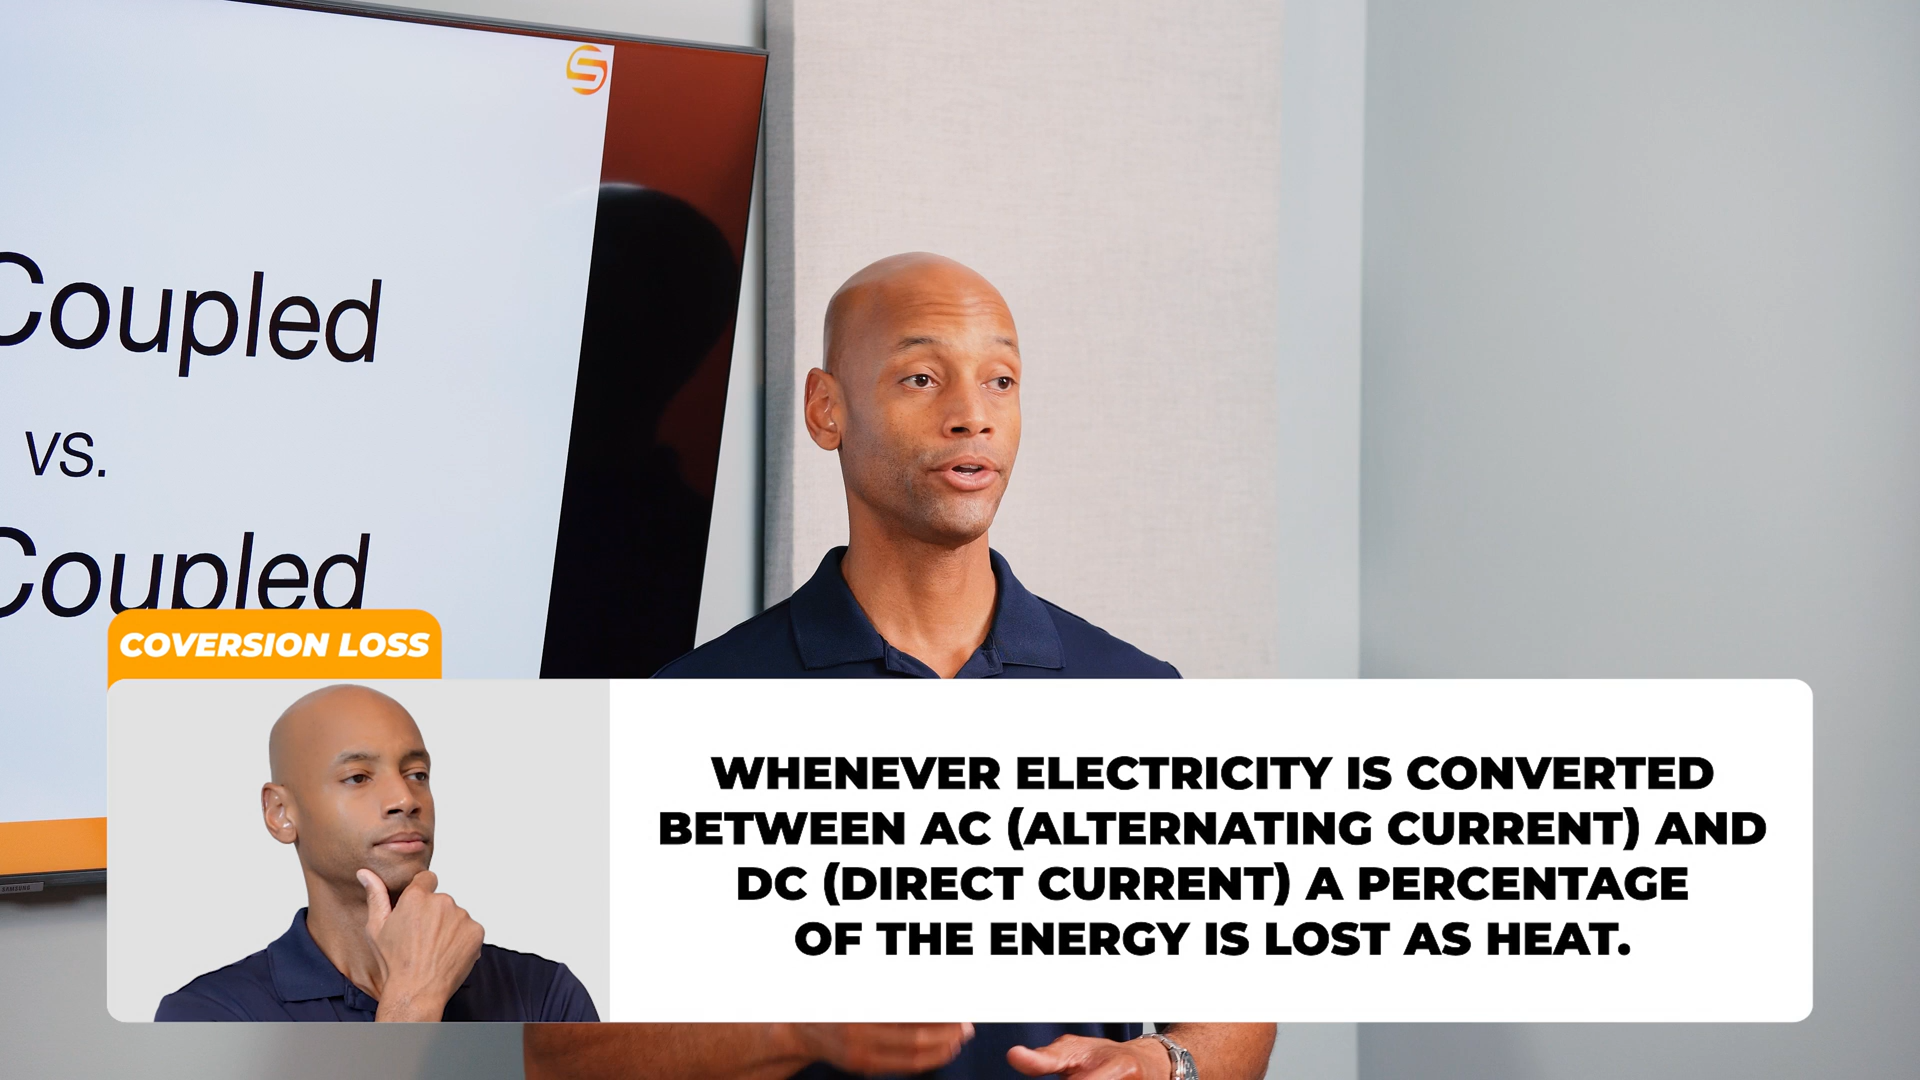 Coupled
vs.
Coupled
COVERSION LOSS
WHENEVER ELECTRICITY IS CONVERTED
BETWEEN AC (ALTERNATING CURRENT) AND
DC (DIRECT CURRENT) A PERCENTAGE
OF THE ENERGY IS LOST AS HEAT.
SAMSUNG